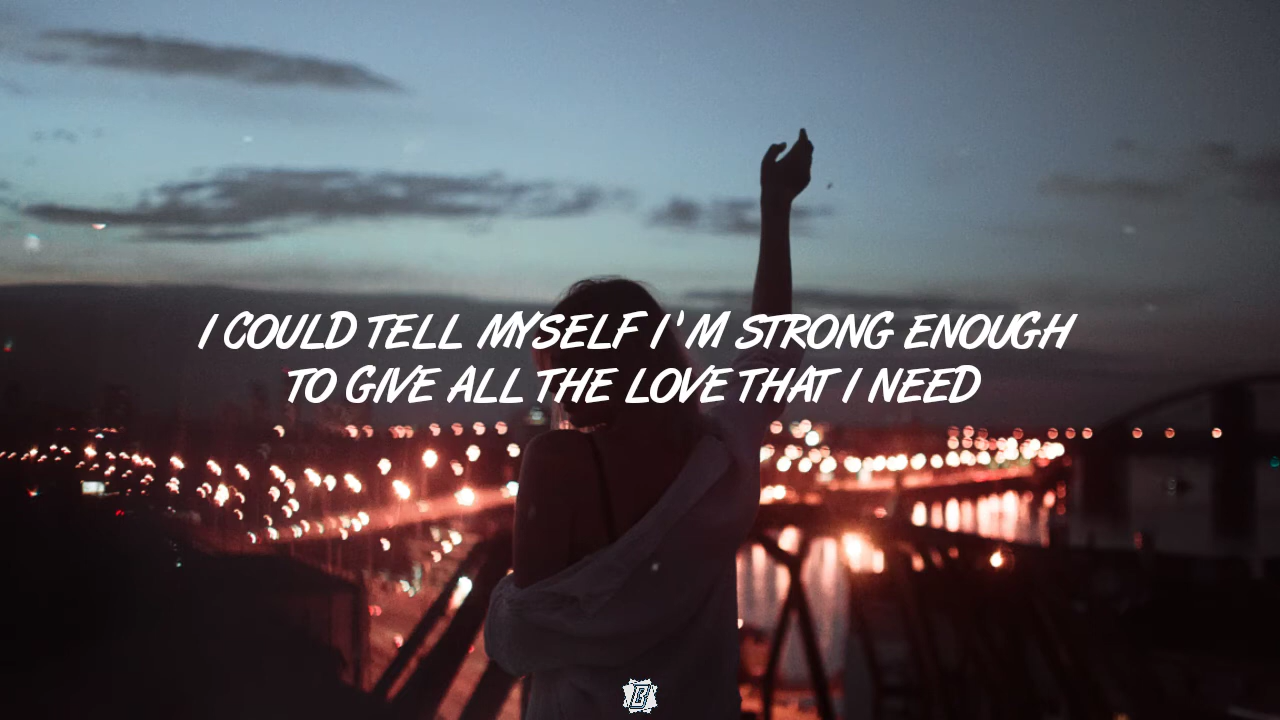 I COULD TELL MYSELF I'M STRONG ENOUGH
TO GIVE ALL THE LOVE THAT I NEED
B